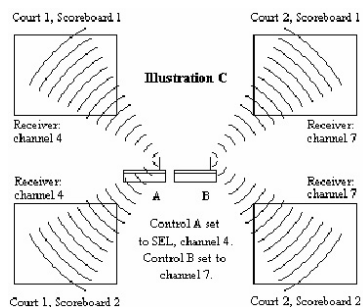 Court 1, Scoreboard 1
Court 2, Scoreboard 1
Illustration C
Receiver:
channel 4
Receiver:
channel 7
Receiver:
channel 4
Receiver:
channel 7
A
B
Control A set
to SEL, channel 4.
Control B set to
channel 7.
Court 1, Scoreboard 2
Court 2, Scoreboard 2